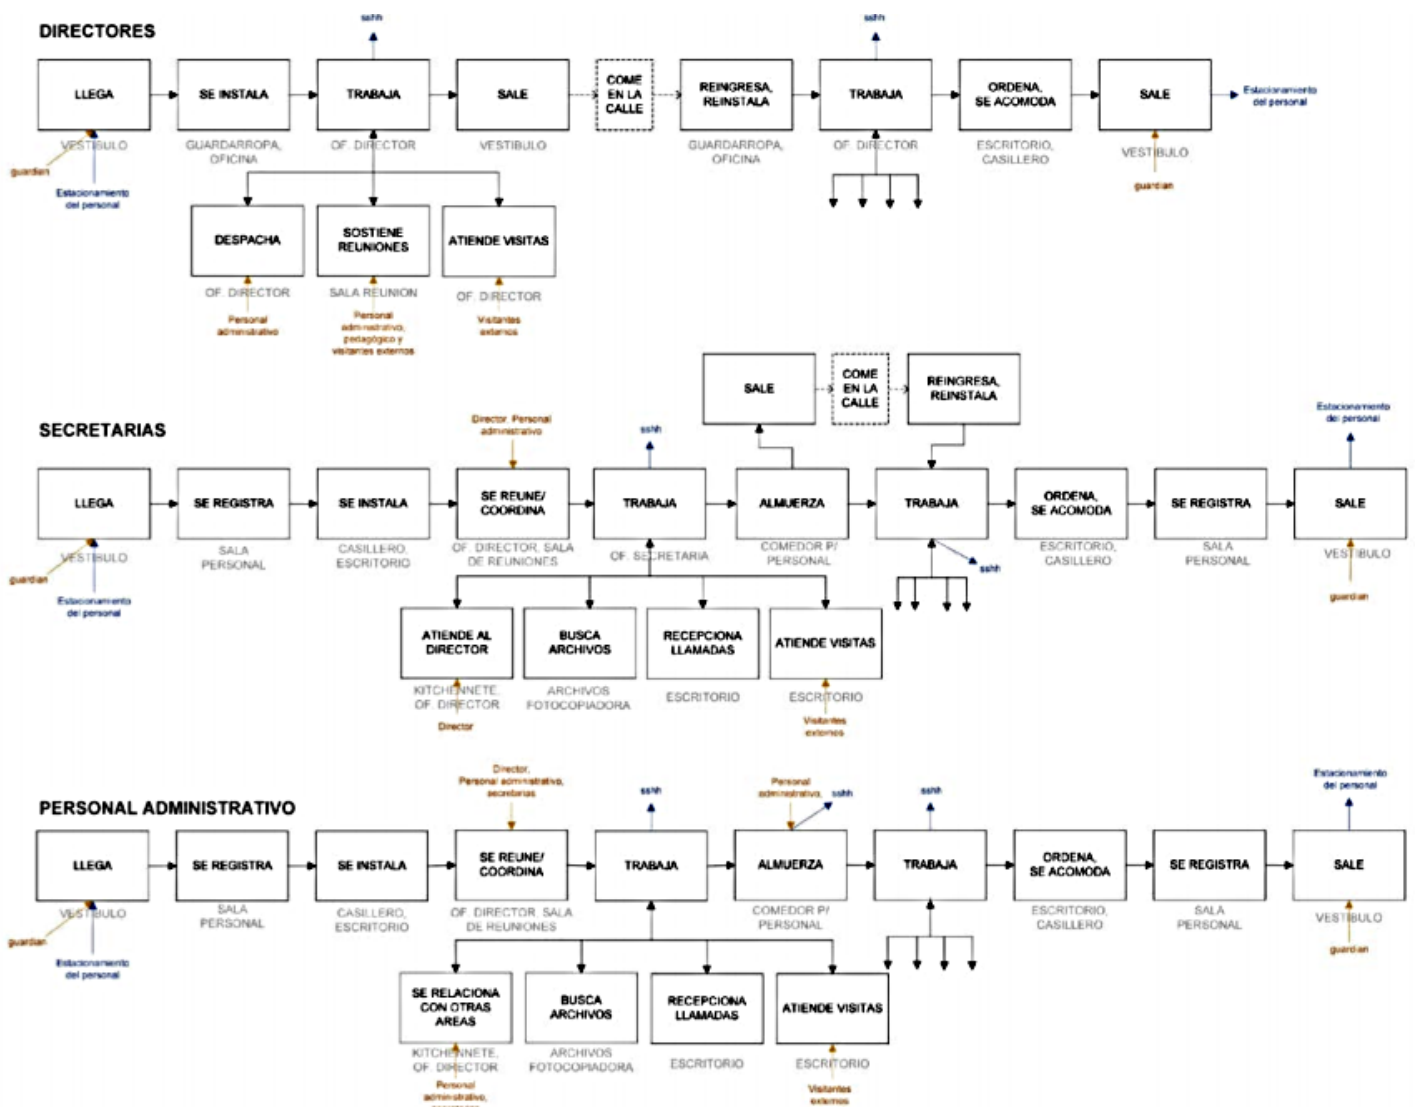 DIRECTORES
sshh
sshh
LLEGA
SE INSTALA
TRABAJA
SALE
COME
EN LA
CALLE
REINGRESA,
REINSTALA
TRABAJA
ORDENA,
SE ACOMODA
SALE
Estacionamiento
del personal
VESTIBULO
GUARDARROPA,
OFICINA
OF. DIRECTOR
VESTIBULO
GUARDARROPA,
OFICINA
OF. DIRECTOR
ESCRITORIO,
CASILLERO
VESTIBULO
guardian
Estacionamiento
del personal
guardian
DESPACHA
SOSTIENE
REUNIONES
ATIENDE VISITAS
OF. DIRECTOR
SALA REUNION
OF. DIRECTOR
Personal
administrativo
Personal
administrativo,
pedagógico y
visitantes externos
Visitantes
externos
SALE
COME
EN LA
CALLE
REINGRESA,
REINSTALA
SECRETARIAS
Director, Personal
administrativo
sshh
Estacionamiento
del personal
LLEGA
SE REGISTRA
SE INSTALA
SE REUNE/
COORDINA
TRABAJA
ALMUERZA
TRABAJA
ORDENA,
SE ACOMODA
SE REGISTRA
SALE
VESTIBULO
SALA
PERSONAL
CASILLERO,
ESCRITORIO
OF. DIRECTOR, SALA
DE REUNIONES
OF. SECRETARIA
COMEDOR P/
PERSONAL
sshh
ESCRITORIO,
CASILLERO
SALA
PERSONAL
VESTIBULO
guardian
Estacionamiento
del personal
guardian
ATIENDE AL
DIRECTOR
BUSCA
ARCHIVOS
RECEPCIONA
LLAMADAS
ATIENDE VISITAS
KITCHENNETE,
OF. DIRECTOR
ARCHIVOS
FOTOCOPIADORA
ESCRITORIO
ESCRITORIO
Director
Visitantes
externos
PERSONAL ADMINISTRATIVO
Director,
Personal administrativo,
secretarias
sshh
Personal
administrativo,
sshh
sshh
Estacionamiento
del personal
LLEGA
SE REGISTRA
SE INSTALA
SE REUNE/
COORDINA
TRABAJA
ALMUERZA
TRABAJA
ORDENA,
SE ACOMODA
SE REGISTRA
SALE
VESTIBULO
SALA
PERSONAL
CASILLERO,
ESCRITORIO
OF. DIRECTOR, SALA
DE REUNIONES
COMEDOR P/
PERSONAL
ESCRITORIO,
CASILLERO
SALA
PERSONAL
VESTIBULO
guardian
Estacionamiento
del personal
guardian
SE RELACIONA
CON OTRAS
AREAS
BUSCA
ARCHIVOS
RECEPCIONA
LLAMADAS
ATIENDE VISITAS
KITCHENNETE,
OF. DIRECTOR
ARCHIVOS
FOTOCOPIADORA
ESCRITORIO
ESCRITORIO
Personal
administrativo,
Visitantes
externos